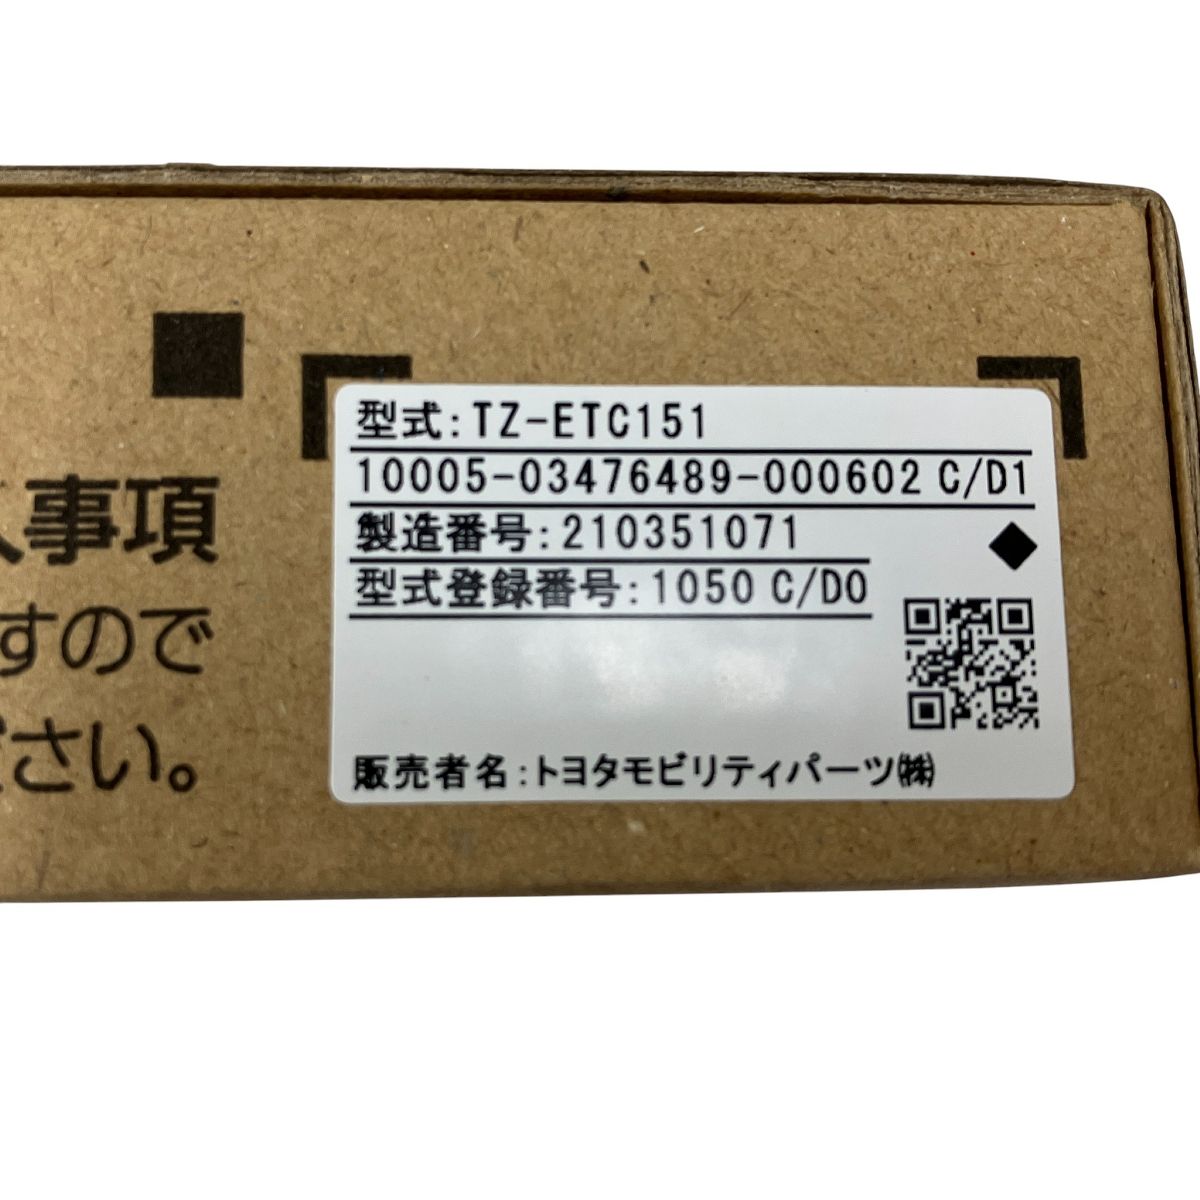 型式:TZ-ETC151
10005-03476489-000602 C/D1
製造番号:210351071
型式登録番号:1050 C/D0
販売者名:トヨタモビリティパーツ㈱
事項
すので
ださい。